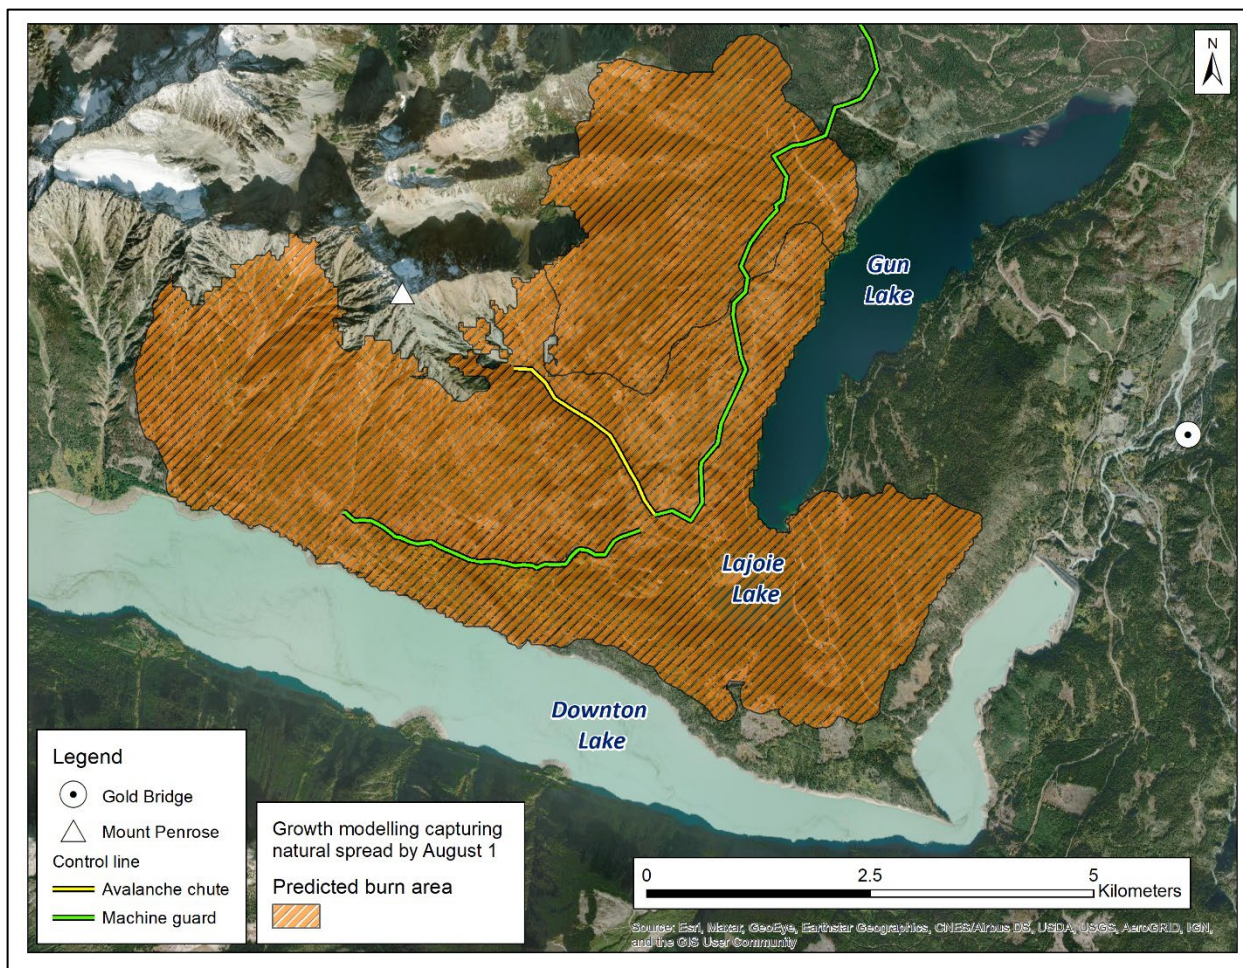 N
Gun
Lake
Lajoie
Lake
Downton
Lake
Legend
Gold Bridge
Mount Penrose
Control line
Avalanche chute
Machine guard
Growth modelling capturing
natural spread by August 1
Predicted burn area
0 2.5 5
Kilometers
Source: Esri, Maxar, GeoEye, Earthstar Geographics, CNES/Airbus DS, USDA, USGS, AeroGRID, IGN,
and the GIS User Community